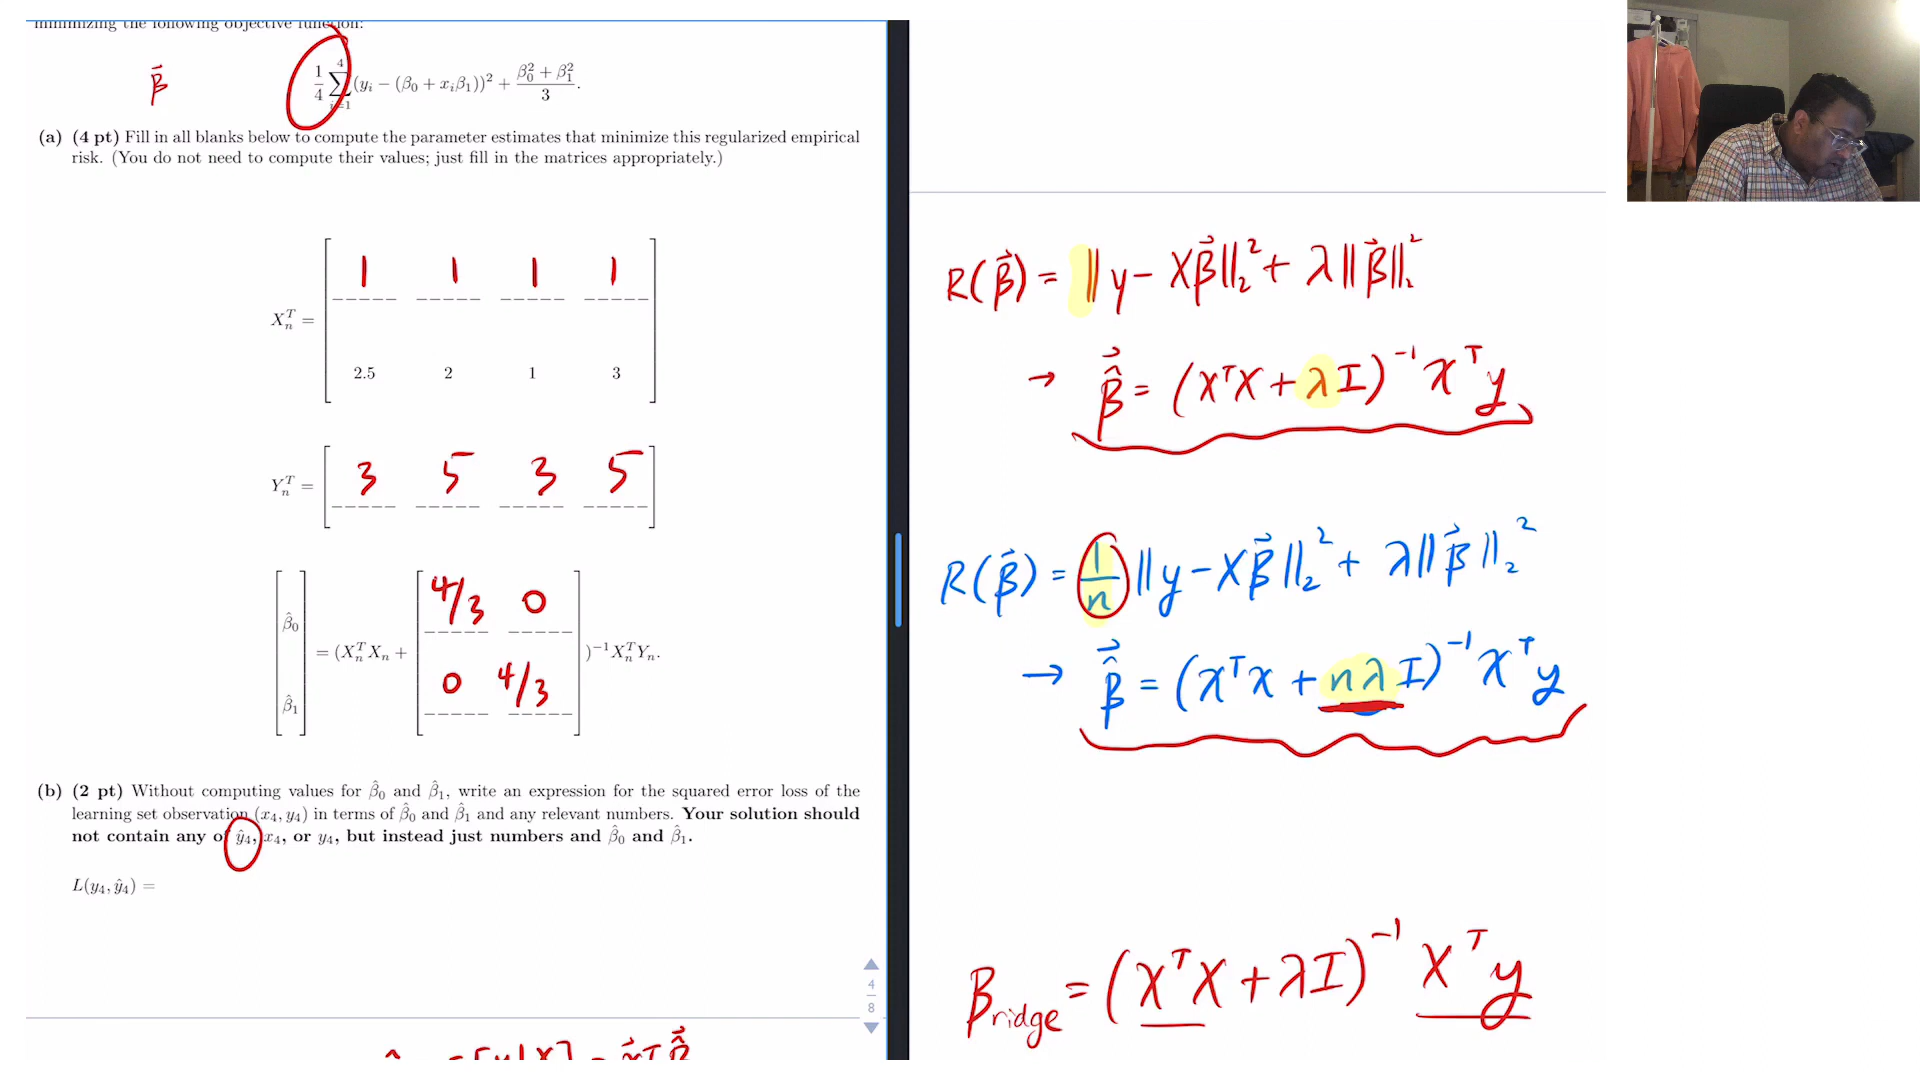 minimizing the following objective function:
β⃗
1/4 ∑_{i=1}^{4} (y_i − (β_0 + x_iβ_1))² + (β_0² + β_1²)/3.
(a) (4 pt) Fill in all blanks below to compute the parameter estimates that minimize this regularized empirical
risk. (You do not need to compute their values; just fill in the matrices appropriately.)
1 1 1 1
X_n^T =
2.5 2 1 3
Y_n^T = 3 5 3 5
4/3 0
β̂_0
= (X_n^T X_n + )^{−1} X_n^T Y_n.
0 4/3
β̂_1
(b) (2 pt) Without computing values for β̂_0 and β̂_1, write an expression for the squared error loss of the
learning set observation (x_4, y_4) in terms of β̂_0 and β̂_1 and any relevant numbers. Your solution should
not contain any of ŷ_4, x_4, or y_4, but instead just numbers and β̂_0 and β̂_1.
L(y_4, ŷ_4) =
4
8
R(β⃗) = ||y − Xβ⃗||_2^2 + λ||β⃗||_2^2
→ β̂⃗ = (X^T X + λI)^{-1} X^T y
R(β⃗) = 1/n ||y − Xβ⃗||_2^2 + λ||β⃗||_2^2
→ β̂⃗ = (X^T X + nλI)^{-1} X^T y
β_ridge = (X^T X + λI)^{-1} X^T y